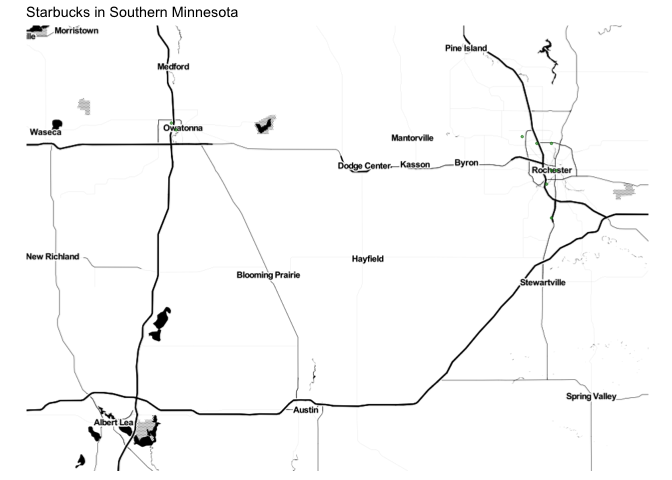 Starbucks in Southern Minnesota
Morristown
lle
Pine Island
Medford
Waseca
Owatonna
Mantorville
Dodge Center
Kasson
Byron
Rochester
New Richland
Hayfield
Blooming Prairie
Stewartville
Spring Valley
Austin
Albert Lea